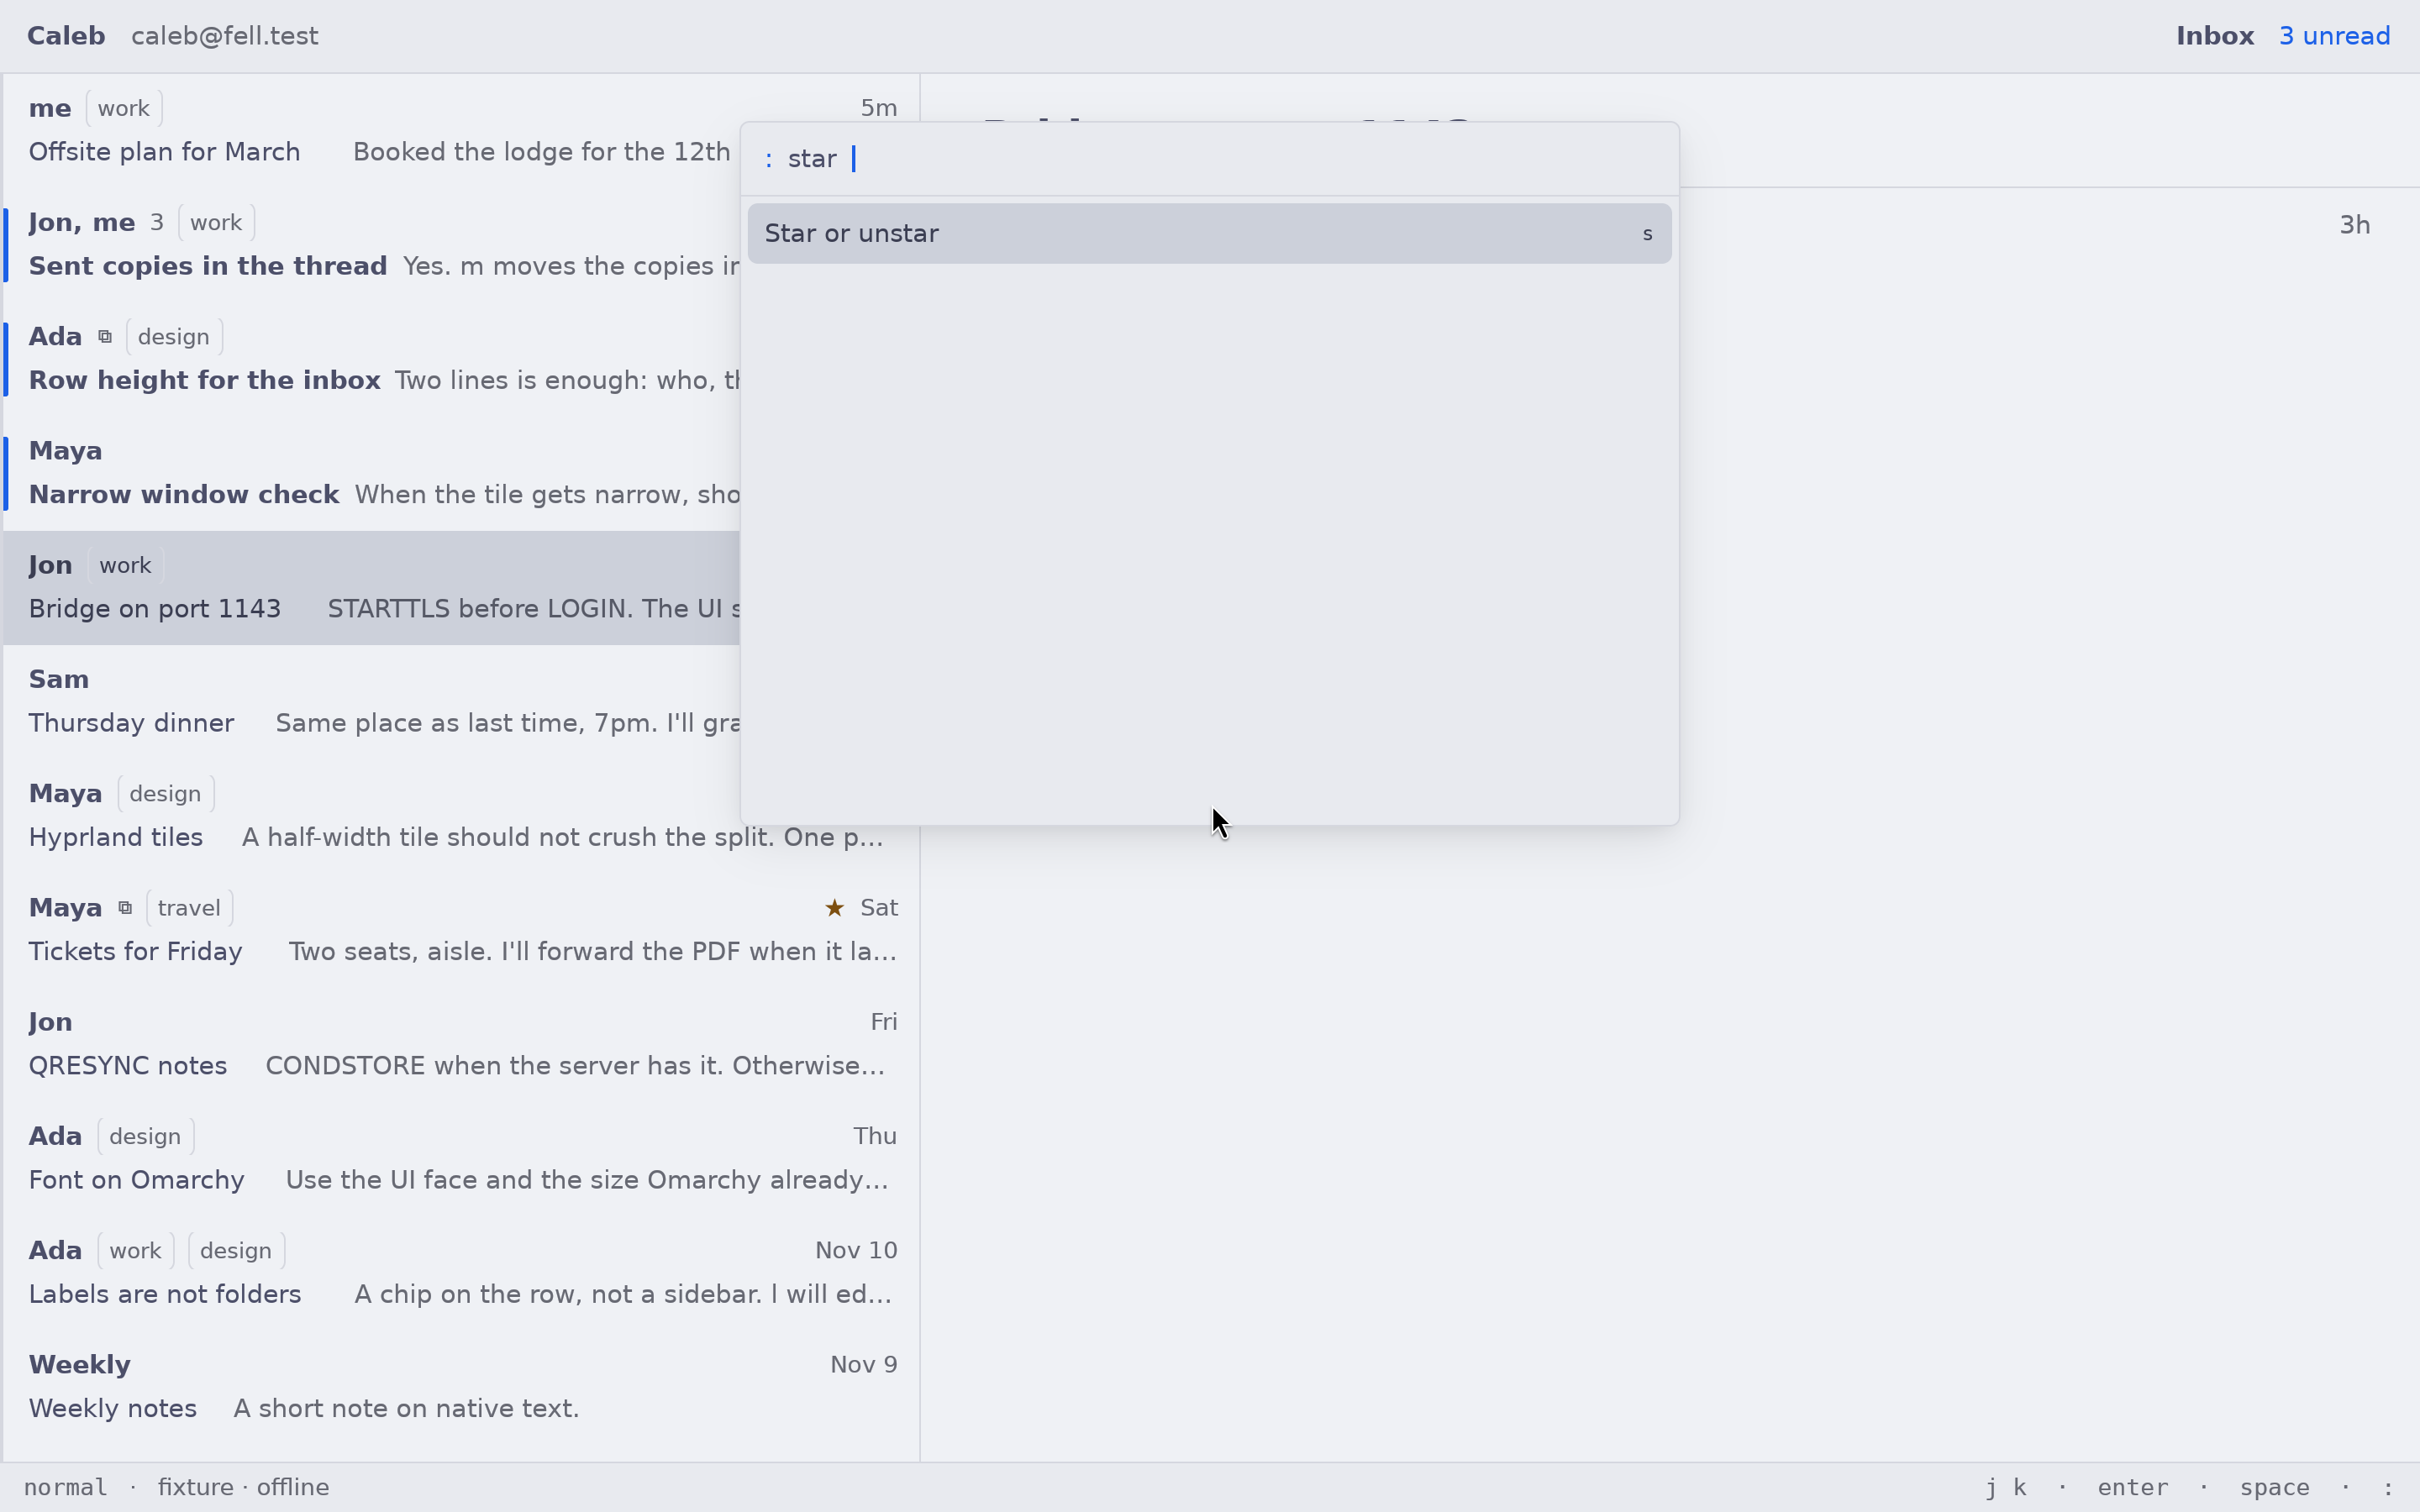 Caleb caleb@fell.test
Inbox 3 unread
me work 5m
Offsite plan for March Booked the lodge for the 12th
Jon, me 3 work
Sent copies in the thread Yes. m moves the copies
Ada design
Row height for the inbox Two lines is enough: who,
Maya
Narrow window check When the tile gets narrow,
Jon work
Bridge on port 1143 STARTTLS before LOGIN. The UI
Sam
Thursday dinner Same place as last time, 7pm. I'll
Maya design
Hyprland tiles A half-width tile should not crush the split. One p…
Maya travel ★ Sat
Tickets for Friday Two seats, aisle. I'll forward the PDF when it la…
Jon Fri
QRESYNC notes CONDSTORE when the server has it. Otherwise…
Ada design Thu
Font on Omarchy Use the UI face and the size Omarchy already…
Ada work design Nov 10
Labels are not folders A chip on the row, not a sidebar. l will ed…
Weekly Nov 9
Weekly notes A short note on native text.
: star
Star or unstar s
3h
normal · fixture · offline
j k · enter · space · :